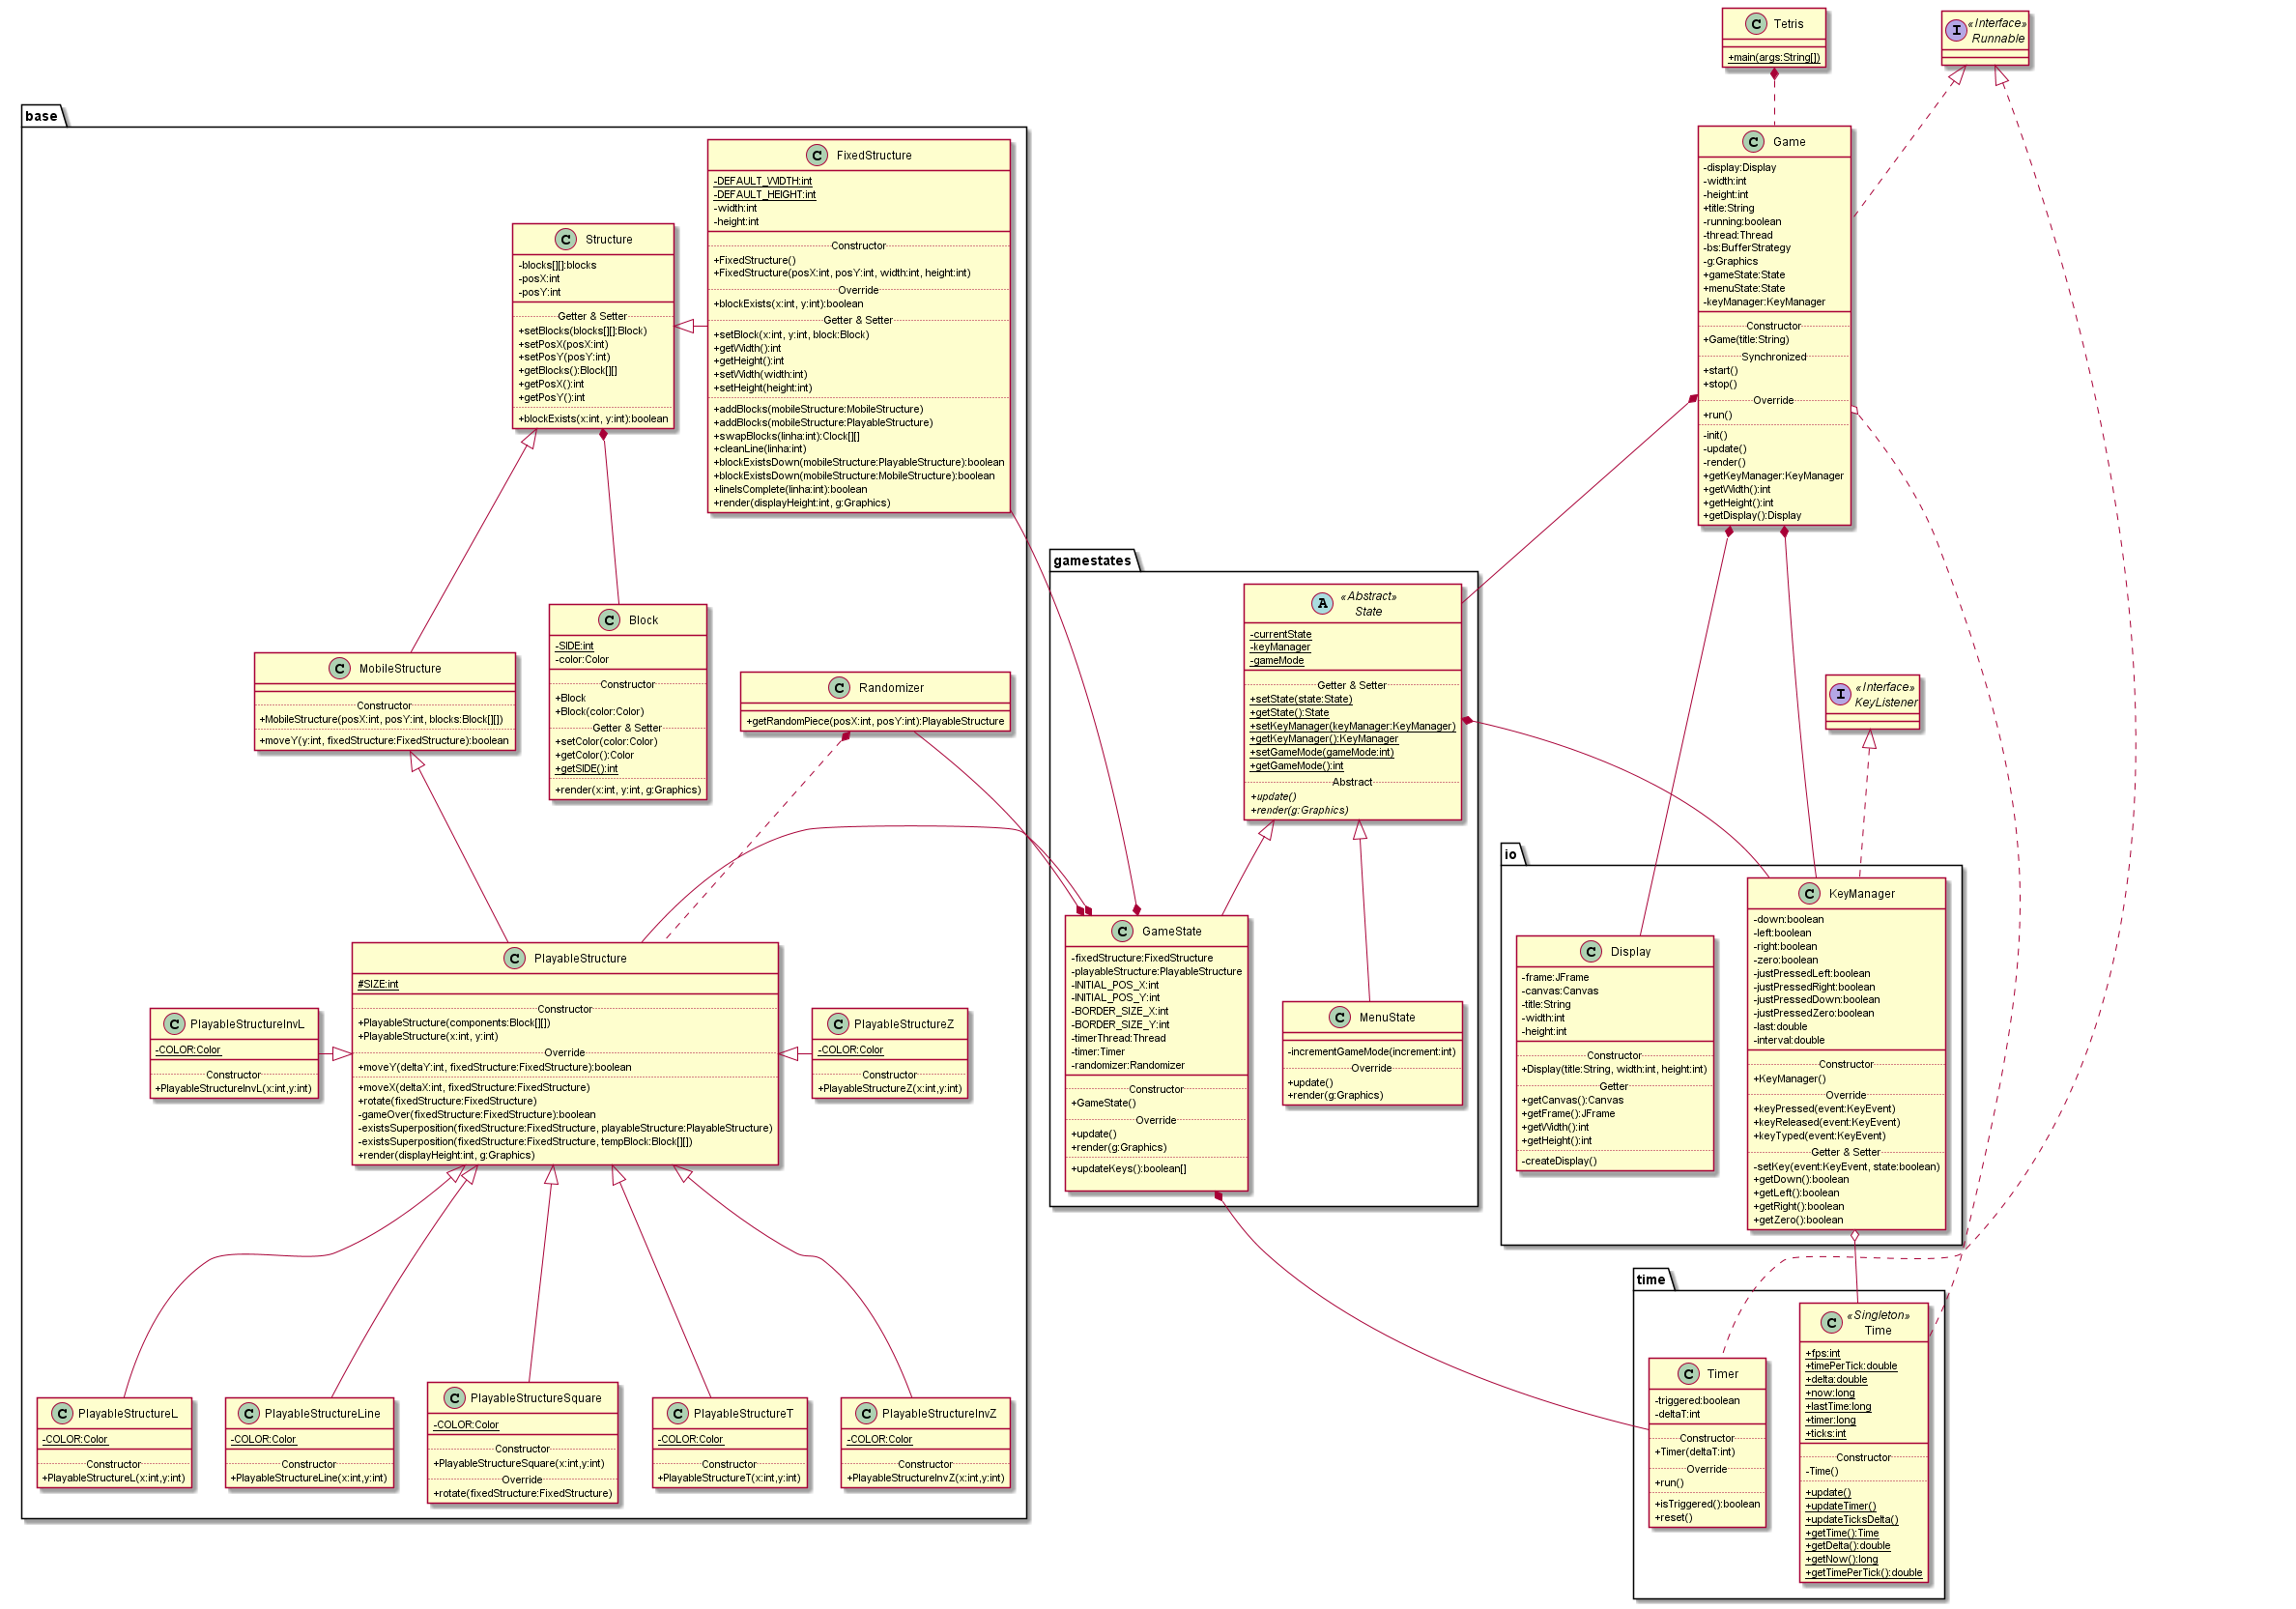 C Tetris
+main(args:String[])
I «Interface»
Runnable
base
C FixedStructure
-DEFAULT_WIDTH:int
-DEFAULT_HEIGHT:int
-width:int
-height:int
Constructor
+FixedStructure()
+FixedStructure(posX:int, posY:int, width:int, height:int)
Override
+blockExists(x:int, y:int):boolean
Getter & Setter
+setBlock(x:int, y:int, block:Block)
+getWidth():int
+getHeight():int
+setWidth(width:int)
+setHeight(height:int)
+addBlocks(mobileStructure:MobileStructure)
+addBlocks(mobileStructure:PlayableStructure)
+swapBlocks(linha:int):Clock[][]
+cleanLine(linha:int)
+blockExistsDown(mobileStructure:PlayableStructure):boolean
+blockExistsDown(mobileStructure:MobileStructure):boolean
+lineIsComplete(linha:int):boolean
+render(displayHeight:int, g:Graphics)
C Structure
-blocks[][]:blocks
-posX:int
-posY:int
Getter & Setter
+setBlocks(blocks[][]:Block)
+setPosX(posX:int)
+setPosY(posY:int)
+getBlocks():Block[][]
+getPosX():int
+getPosY():int
+blockExists(x:int, y:int):boolean
C Game
-display:Display
-width:int
-height:int
+title:String
-running:boolean
-thread:Thread
-bs:BufferStrategy
-g:Graphics
+gameState:State
+menuState:State
-keyManager:KeyManager
Constructor
+Game(title:String)
Synchronized
+start()
+stop()
Override
+run()
-init()
-update()
-render()
+getKeyManager:KeyManager
+getWidth():int
+getHeight():int
+getDisplay():Display
C MobileStructure
Constructor
+MobileStructure(posX:int, posY:int, blocks:Block[][])
+moveY(y:int, fixedStructure:FixedStructure):boolean
C Block
-SIDE:int
-color:Color
Constructor
+Block
+Block(color:Color)
Getter & Setter
+setColor(color:Color)
+getColor():Color
+getSIDE():int
+render(x:int, y:int, g:Graphics)
C Randomizer
+getRandomPiece(posX:int, posY:int):PlayableStructure
gamestates
A «Abstract»
State
-currentState
-keyManager
-gameMode
Getter & Setter
+setState(state:State)
+getState():State
+setKeyManager(keyManager:KeyManager)
+getKeyManager():KeyManager
+setGameMode(gameMode:int)
+getGameMode():int
Abstract
+update()
+render(g:Graphics)
I «Interface»
KeyListener
C PlayableStructure
#SIZE:int
Constructor
+PlayableStructure(components:Block[][])
+PlayableStructure(x:int, y:int)
Override
+moveY(deltaY:int, fixedStructure:FixedStructure):boolean
+moveX(deltaX:int, fixedStructure:FixedStructure)
+rotate(fixedStructure:FixedStructure)
-gameOver(fixedStructure:FixedStructure):boolean
-existsSuperposition(fixedStructure:FixedStructure, playableStructure:PlayableStructure)
-existsSuperposition(fixedStructure:FixedStructure, tempBlock:Block[][])
+render(displayHeight:int, g:Graphics)
C PlayableStructureInvL
-COLOR:Color
Constructor
+PlayableStructureInvL(x:int,y:int)
C PlayableStructureZ
-COLOR:Color
Constructor
+PlayableStructureZ(x:int,y:int)
C GameState
-fixedStructure:FixedStructure
-playableStructure:PlayableStructure
-INITIAL_POS_X:int
-INITIAL_POS_Y:int
-BORDER_SIZE_X:int
-BORDER_SIZE_Y:int
-timerThread:Thread
-timer:Timer
-randomizer:Randomizer
Constructor
+GameState()
Override
+update()
+render(g:Graphics)
+updateKeys():boolean[]
C MenuState
-incrementGameMode(increment:int)
Override
+update()
+render(g:Graphics)
io
C Display
-frame:JFrame
-canvas:Canvas
-title:String
-width:int
-height:int
Constructor
+Display(title:String, width:int, height:int)
Getter
+getCanvas():Canvas
+getFrame():JFrame
+getWidth():int
+getHeight():int
-createDisplay()
C KeyManager
-down:boolean
-left:boolean
-right:boolean
-zero:boolean
-justPressedLeft:boolean
-justPressedRight:boolean
-justPressedDown:boolean
-justPressedZero:boolean
-last:double
-interval:double
Constructor
+KeyManager()
Override
+keyPressed(event:KeyEvent)
+keyReleased(event:KeyEvent)
+keyTyped(event:KeyEvent)
Getter & Setter
-setKey(event:KeyEvent, state:boolean)
+getDown():boolean
+getLeft():boolean
+getRight():boolean
+getZero():boolean
C PlayableStructureL
-COLOR:Color
Constructor
+PlayableStructureL(x:int,y:int)
C PlayableStructureLine
-COLOR:Color
Constructor
+PlayableStructureLine(x:int,y:int)
C PlayableStructureSquare
-COLOR:Color
Constructor
+PlayableStructureSquare(x:int,y:int)
Override
+rotate(fixedStructure:FixedStructure)
C PlayableStructureT
-COLOR:Color
Constructor
+PlayableStructureT(x:int,y:int)
C PlayableStructureInvZ
-COLOR:Color
Constructor
+PlayableStructureInvZ(x:int,y:int)
time
C Timer
-triggered:boolean
-deltaT:int
Constructor
+Timer(deltaT:int)
Override
+run()
+isTriggered():boolean
+reset()
C «Singleton»
Time
+fps:int
+timePerTick:double
+delta:double
+now:long
+lastTime:long
+timer:long
+ticks:int
Constructor
-Time()
+update()
+updateTimer()
+updateTicksDelta()
+getTime():Time
+getDelta():double
+getNow():long
+getTimePerTick():double